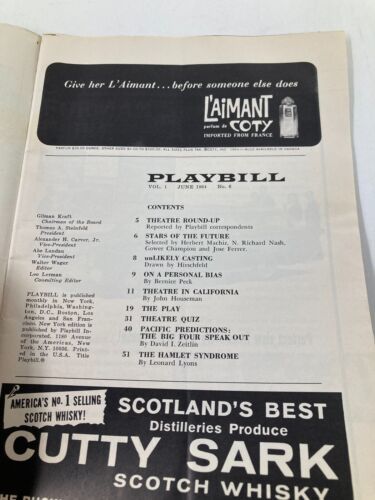 Give her L'Aimant...before someone else does
L'AIMANT
parfum de COTY
IMPORTED FROM FRANCE
PLAYBILL
VOL. 1 JUNE 1964 No. 6
CONTENTS
Gilman Kraft
Chairman of the Board
Thomas A. Steinfeld
President
Alexander H. Carver, Jr.
Vice-President
Abe Landau
Vice-President
Walter Wager
Editor
Leo Lerman
Consulting Editor
PLAYBILL is published
monthly in New York,
Philadelphia, Washing-
ton, D.C., Boston, Los
Angeles and San Fran-
cisco. New York edition is
published by Playbill In-
corporated. 1180 Avenue
of the Americas, New
York, N.Y. 10036. Print-
ed in the U.S.A. Title
Playbill.®
5 THEATRE ROUND-UP
Reported by Playbill correspondents
6 STARS OF THE FUTURE
Selected by Herbert Machiz, N. Richard Nash,
Gower Champion and Jose Ferrer.
8 unLIKELY CASTING
Drawn by Hirschfeld
9 ON A PERSONAL BIAS
By Bernice Peck
11 THEATRE IN CALIFORNIA
By John Houseman
19 THE PLAY
31 THEATRE QUIZ
40 PACIFIC PREDICTIONS:
THE BIG FOUR SPEAK OUT
By David I. Zeitlin
51 THE HAMLET SYNDROME
By Leonard Lyons
AMERICA'S NO. 1 SELLING
SCOTCH WHISKY!
SCOTLAND'S BEST
Distilleries Produce
CUTTY SARK
SCOTCH WHISKY